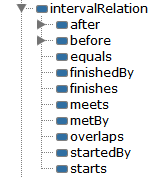 intervalRelation
after
before
equals
finishedBy
finishes
meets
metBy
overlaps
startedBy
starts